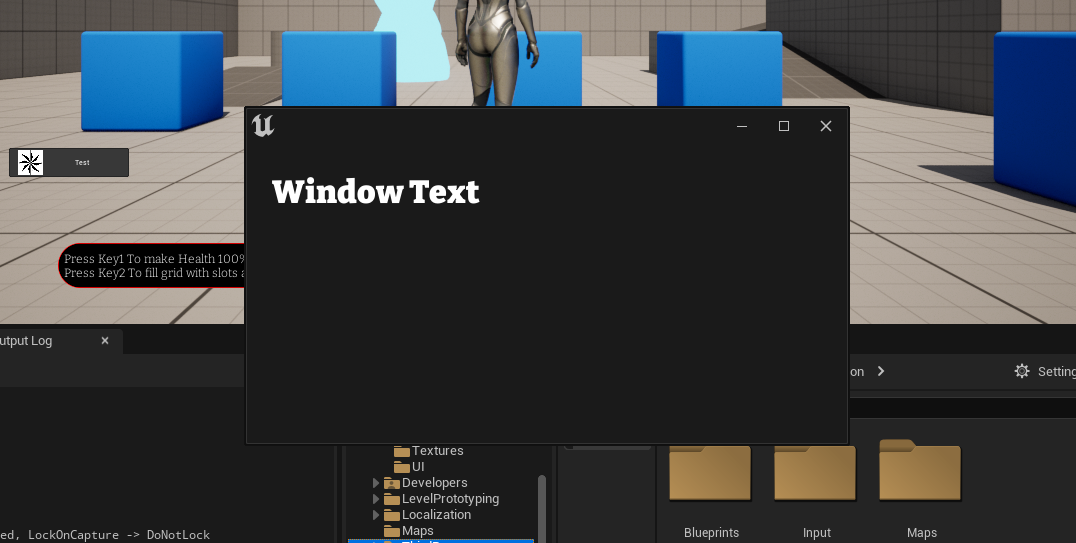 Test
Window Text
Press Key1 To make Health 100%
Press Key2 To fill grid with slots
utput Log
on
Setting
Textures
UI
Developers
LevelPrototyping
Localization
Maps
Blueprints
Input
Maps
ed, LockOnCapture -> DoNotLock